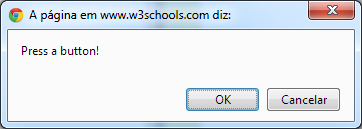 A página em www.w3schools.com diz:
Press a button!
OK
Cancelar